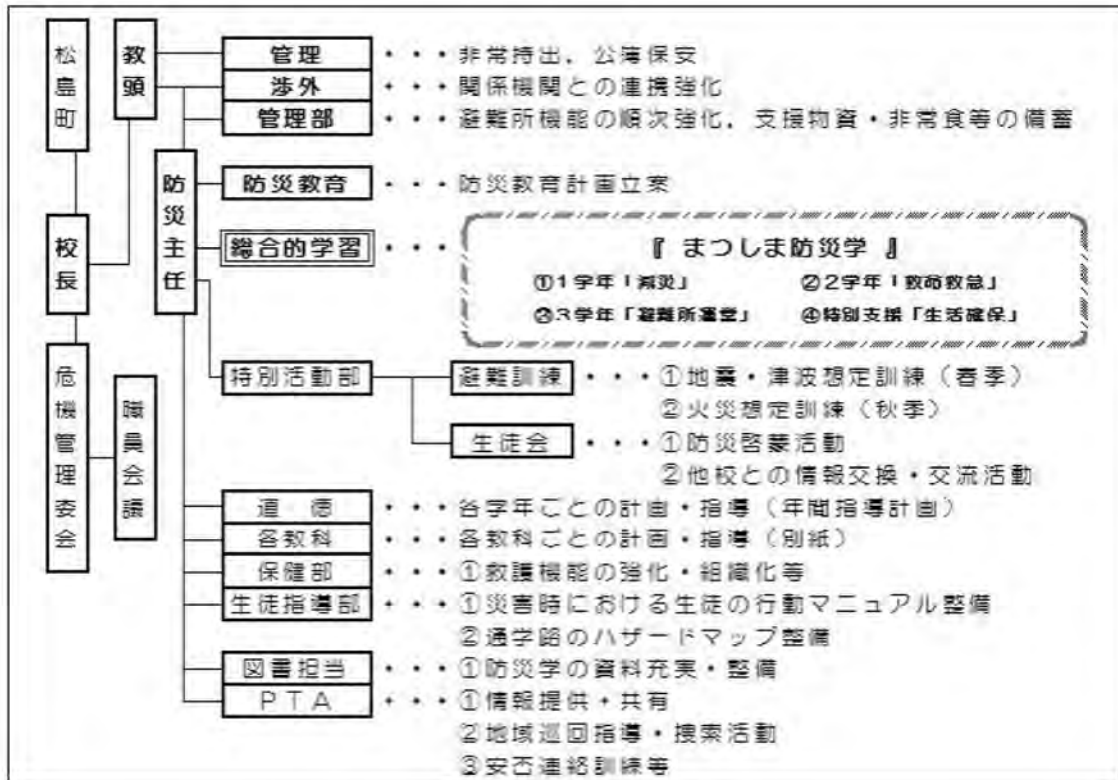 松島町
教頭
校長
危機管理委会
職員会議
防災主任
管理・・・非常持出，公簿保安
渉外・・・関係機関との連携強化
管理部・・・避難所機能の順次強化，支援物資・非常食等の備蓄
防災教育・・・防災教育計画立案
総合的学習・・・
『 まつしま防災学 』
①1学年「減災」 ②2学年「救命救急」
③3学年「避難所運営」 ④特別支援「生活確保」
特別活動部
避難訓練・・・①地震・津波想定訓練（春季）
②火災想定訓練（秋季）
生徒会・・・①防災啓蒙活動
②他校との情報交換・交流活動
道徳・・・各学年ごとの計画・指導（年間指導計画）
各教科・・・各教科ごとの計画・指導（別紙）
保健部・・・①救護機能の強化・組織化等
生徒指導部・・・①災害時における生徒の行動マニュアル整備
②通学路のハザードマップ整備
図書担当・・・①防災学の資料充実・整備
ＰＴＡ・・・①情報提供・共有
②地域巡回指導・捜索活動
③安否連絡訓練等